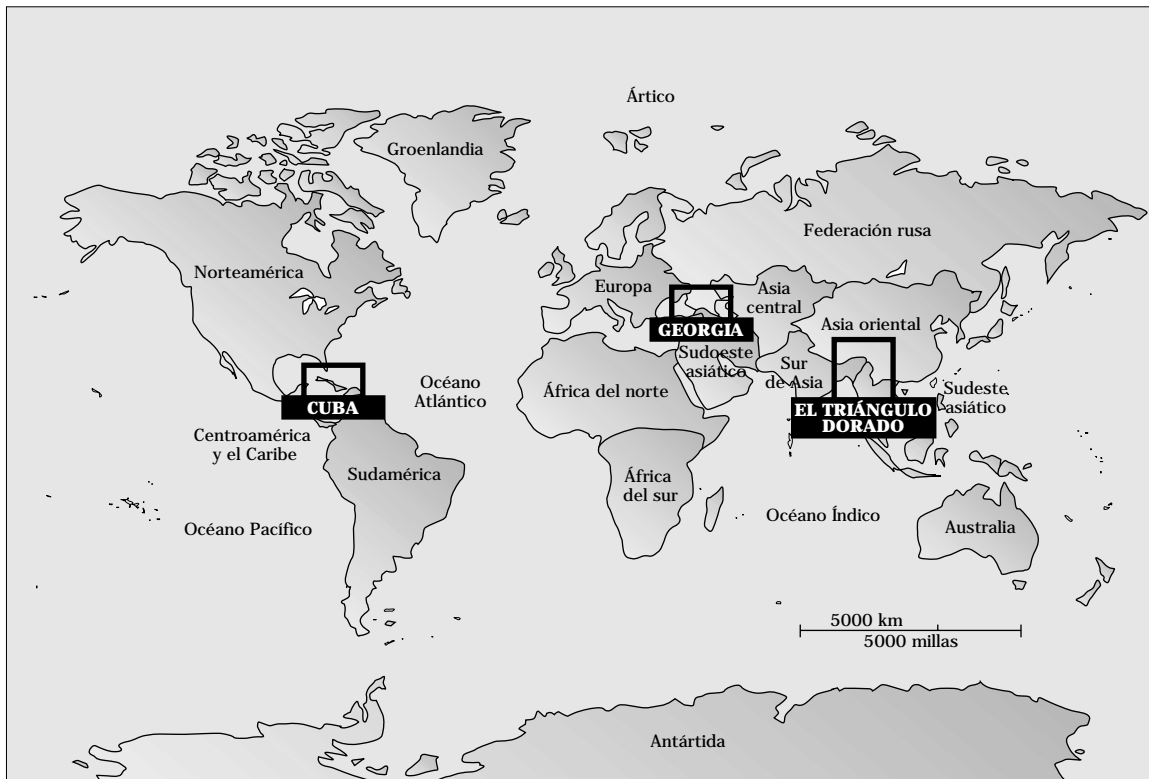 Ártico
Groenlandia
Federación rusa
Norteamérica
Europa
Asia
central
GEORGIA
Asia oriental
Sudoeste
asiático
Sur
de Asia
Océano
Atlántico
África del norte
Sudeste
asiático
CUBA
EL TRIÁNGULO
DORADO
Centroamérica
y el Caribe
Sudamérica
África
del sur
Océano Pacífico
Océano Índico
Australia
5000 km
5000 millas
Antártida